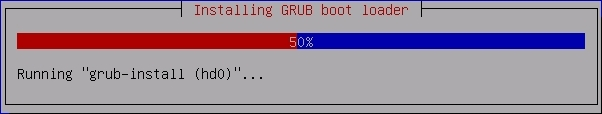 Installing GRUB boot loader
50%
Running "grub-install (hd0)"...